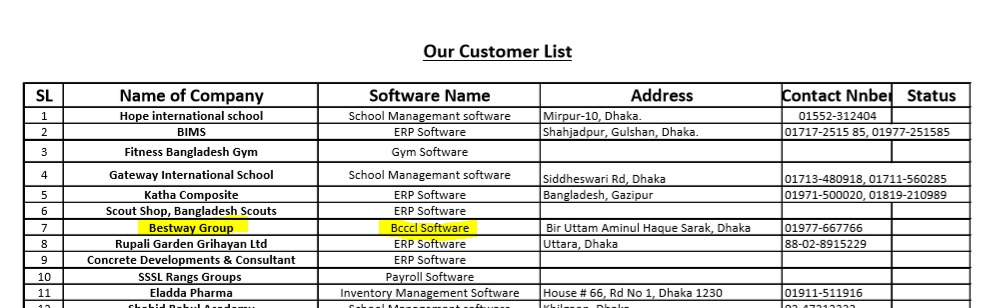 Our Customer List
SL Name of Company Software Name Address Contact Nnber Status
1 Hope international school School Managemant software Mirpur-10, Dhaka. 01552-312404
2 BIMS ERP Software Shahjadpur, Gulshan, Dhaka. 01717-2515 85, 01977-251585
3 Fitness Bangladesh Gym Gym Software
4 Gateway International School School Managemant software Siddheswari Rd, Dhaka 01713-480918, 01711-560285
5 Katha Composite ERP Software Bangladesh, Gazipur 01971-500020, 01819-210989
6 Scout Shop, Bangladesh Scouts ERP Software
7 Bestway Group Bcccl Software Bir Uttam Aminul Haque Sarak, Dhaka 01977-667766
8 Rupali Garden Grihayan Ltd ERP Software Uttara, Dhaka 88-02-8915229
9 Concrete Developments & Consultant ERP Software
10 SSSL Rangs Groups Payroll Software
11 Eladda Pharma Inventory Management Software House # 66, Rd No 1, Dhaka 1230 01911-511916